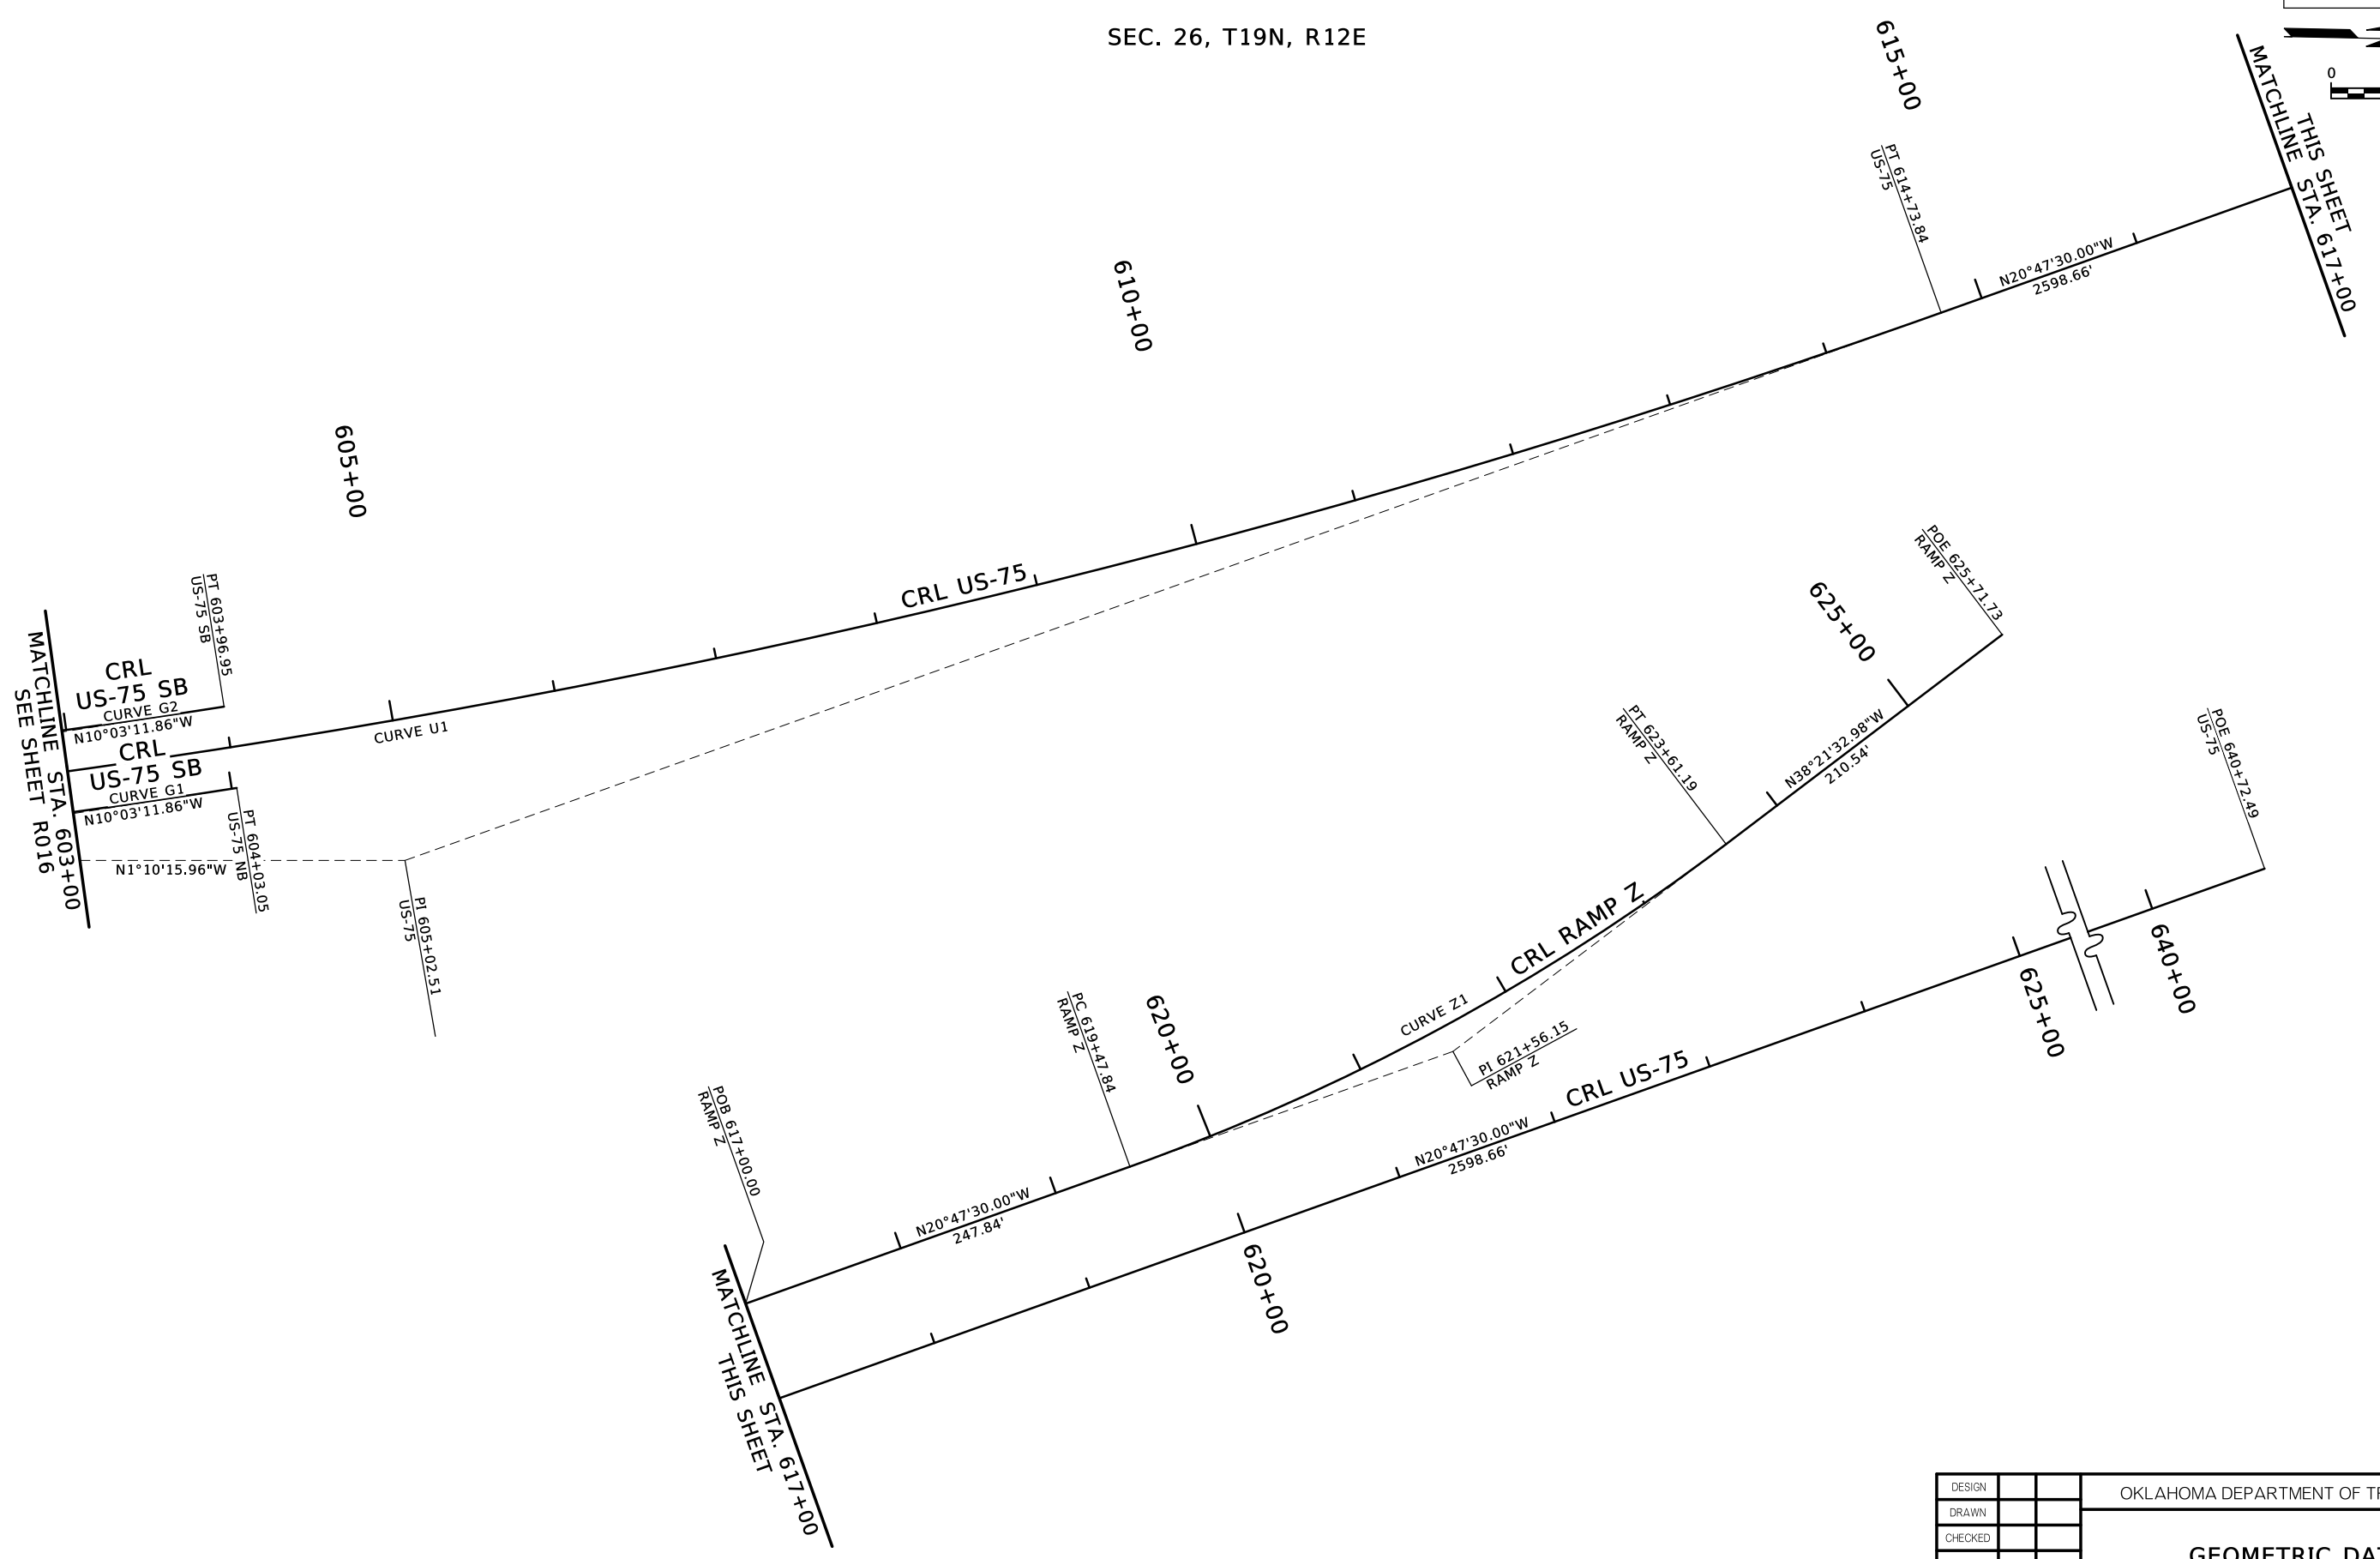 SEC. 26, T19N, R12E
615+00
MATCHLINE STA. 617+00
THIS SHEET
0
PT 614+73.84
US-75
N20°47'30.00"W
2598.66'
610+00
605+00
CRL US-75
PT 603+96.95
US-75 SB
MATCHLINE STA. 603+00
SEE SHEET R016
CRL
US-75 SB
CURVE G2
N10°03'11.86"W
CURVE U1
CRL
US-75 SB
CURVE G1
N10°03'11.86"W
PT 604+03.05
US-75 NB
N1°10'15.96"W
PI 605+02.51
US-75
POE 625+71.73
RAMP Z
625+00
PT 623+61.19
RAMP Z
N38°21'32.98"W
210.54'
POE 640+72.49
US-75
CRL RAMP Z
CURVE Z1
PI 621+56.15
RAMP Z
640+00
625+00
PC 619+47.84
RAMP Z
620+00
CRL US-75
N20°47'30.00"W
2598.66'
POB 617+00.00
RAMP Z
N20°47'30.00"W
247.84'
620+00
MATCHLINE STA. 617+00
THIS SHEET
DESIGN
DRAWN
CHECKED
OKLAHOMA DEPARTMENT OF
GEOMETRIC